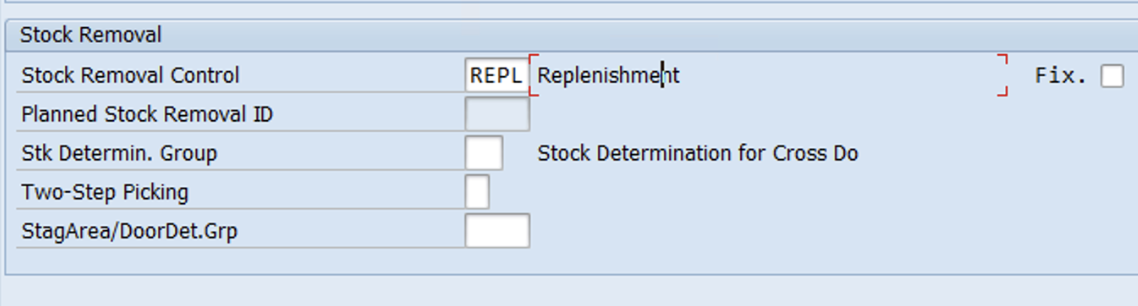 Stock Removal
Stock Removal Control REPL Replenishment Fix.
Planned Stock Removal ID
Stk Determin. Group Stock Determination for Cross Do
Two-Step Picking
StagArea/DoorDet.Grp